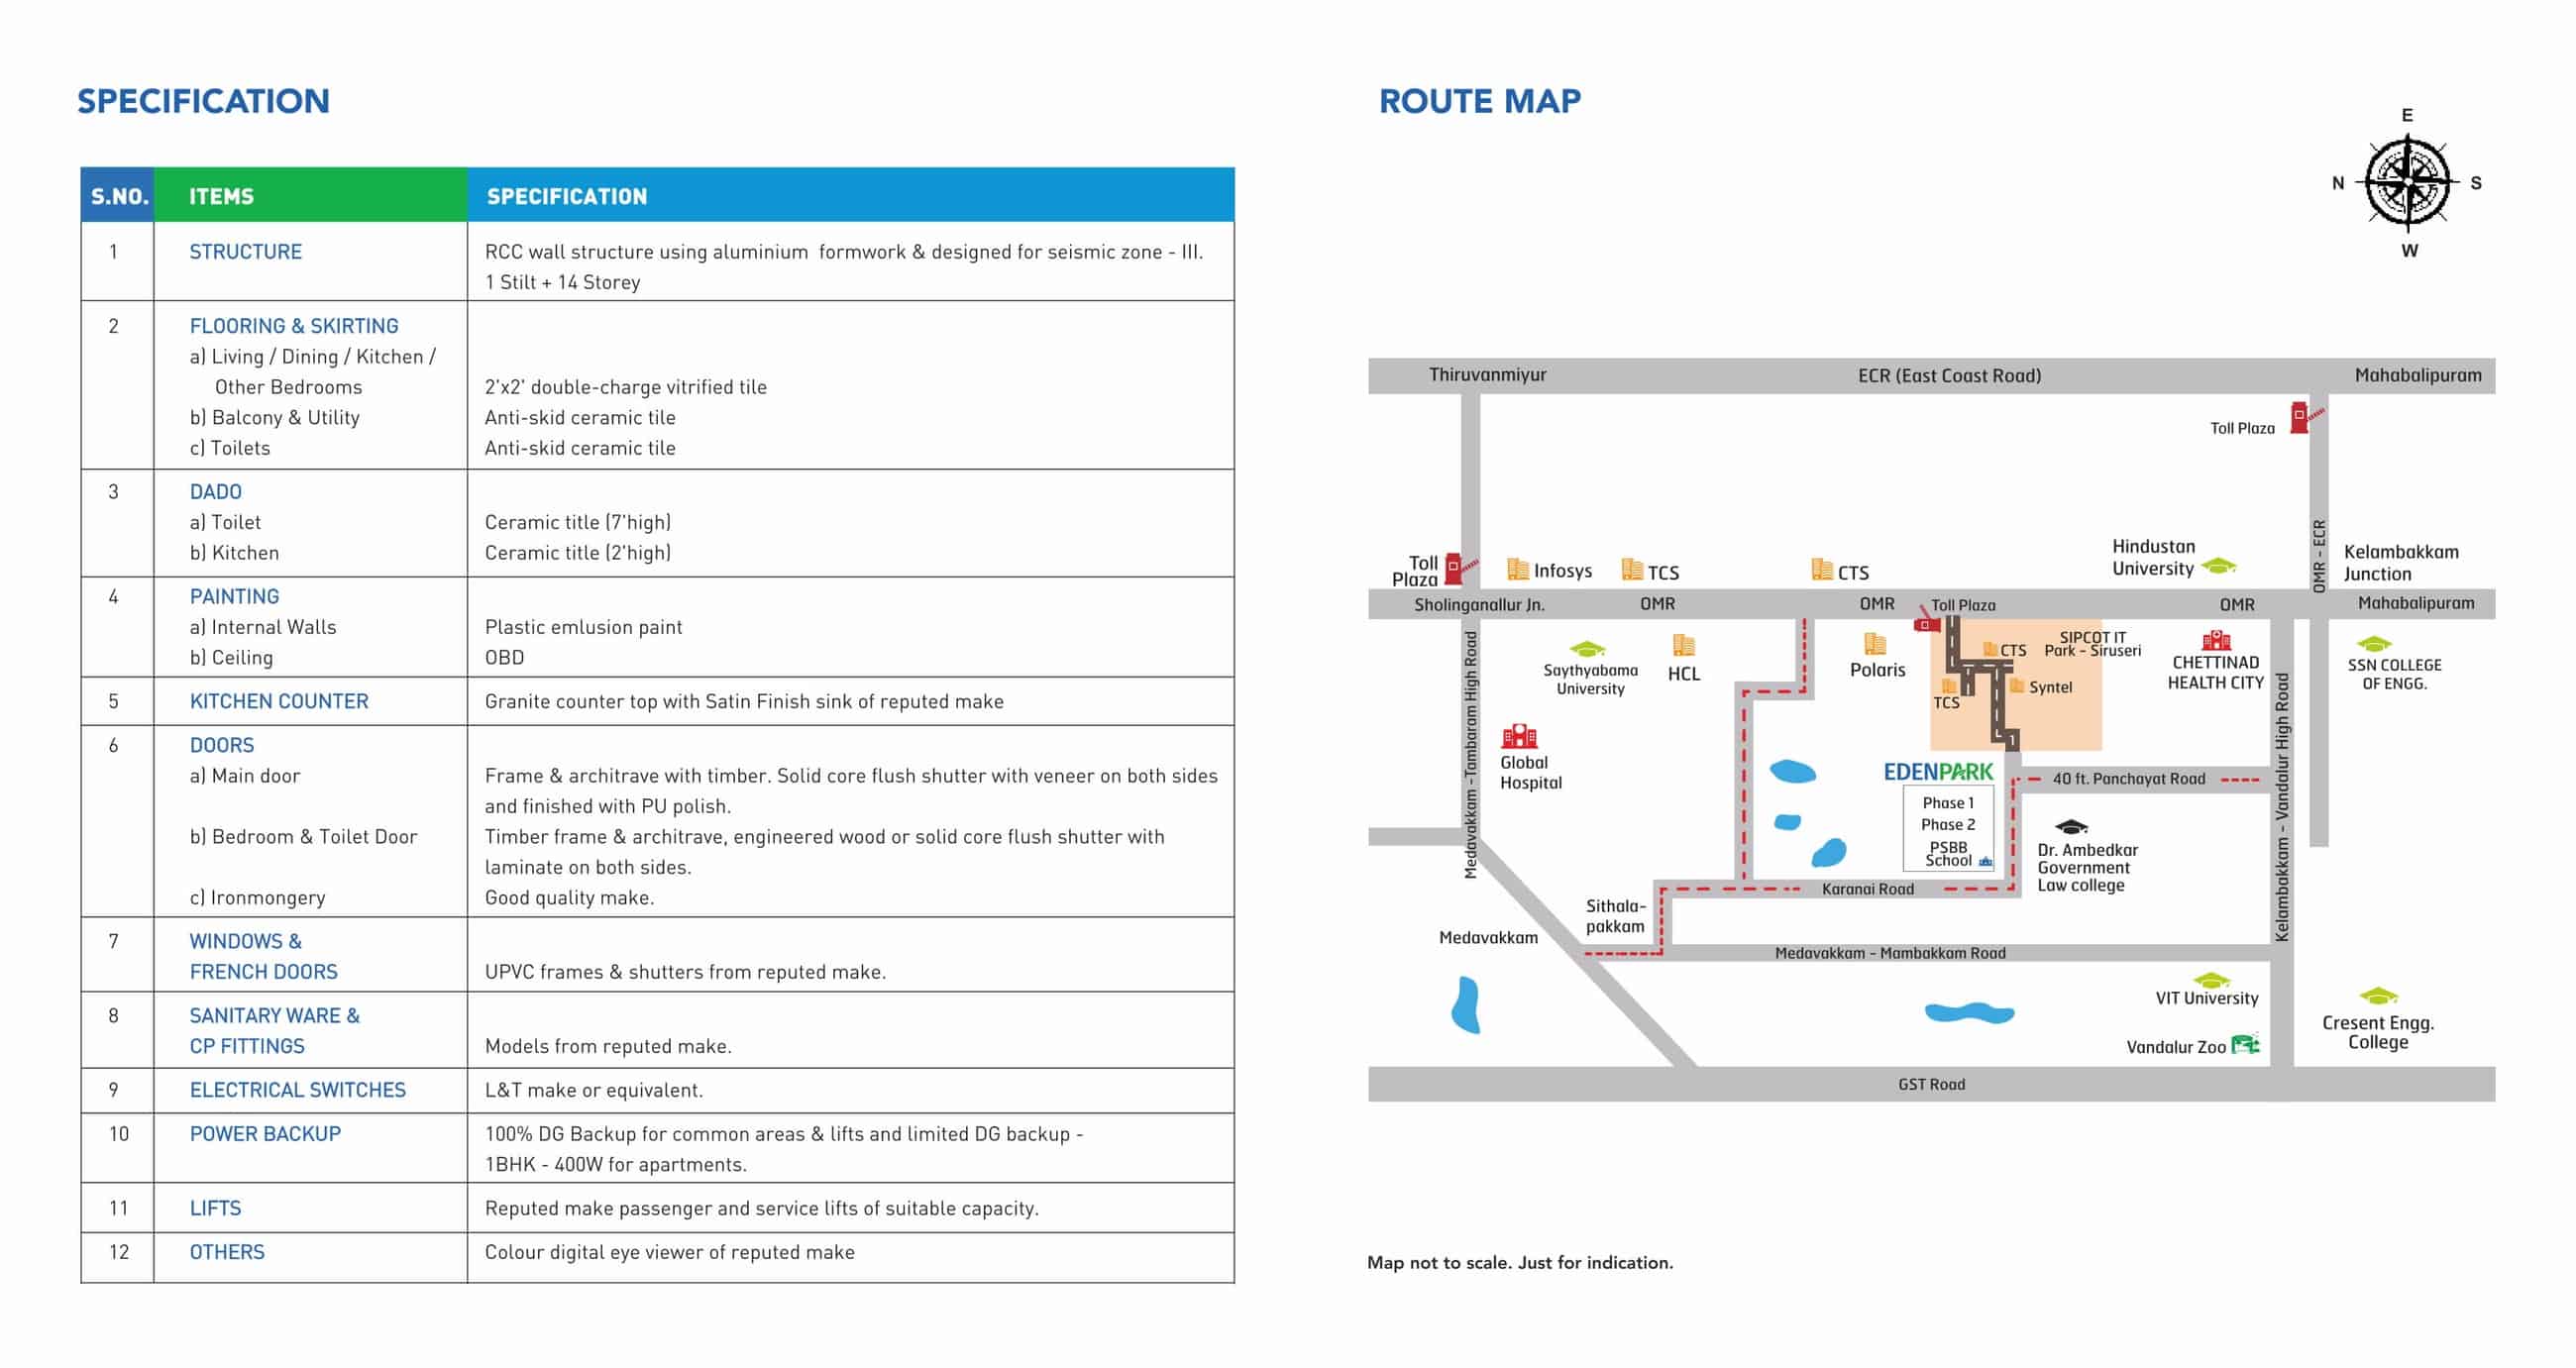 SPECIFICATION
S.NO. ITEMS SPECIFICATION
1 STRUCTURE RCC wall structure using aluminium formwork & designed for seismic zone - III.
1 Stilt + 14 Storey
2 FLOORING & SKIRTING
a) Living / Dining / Kitchen /
Other Bedrooms 2'x2' double-charge vitrified tile
b) Balcony & Utility Anti-skid ceramic tile
c) Toilets Anti-skid ceramic tile
3 DADO
a) Toilet Ceramic title (7'high)
b) Kitchen Ceramic title (2'high)
4 PAINTING
a) Internal Walls Plastic emlusion paint
b) Ceiling OBD
5 KITCHEN COUNTER Granite counter top with Satin Finish sink of reputed make
6 DOORS
a) Main door Frame & architrave with timber. Solid core flush shutter with veneer on both sides
and finished with PU polish.
b) Bedroom & Toilet Door Timber frame & architrave, engineered wood or solid core flush shutter with
laminate on both sides.
c) Ironmongery Good quality make.
7 WINDOWS &
FRENCH DOORS UPVC frames & shutters from reputed make.
8 SANITARY WARE &
CP FITTINGS Models from reputed make.
9 ELECTRICAL SWITCHES L&T make or equivalent.
10 POWER BACKUP 100% DG Backup for common areas & lifts and limited DG backup -
1BHK - 400W for apartments.
11 LIFTS Reputed make passenger and service lifts of suitable capacity.
12 OTHERS Colour digital eye viewer of reputed make
ROUTE MAP
E
N S
W
Thiruvanmiyur ECR (East Coast Road) Mahabalipuram
Toll Plaza
OMR - ECR
Toll
Plaza
Infosys
TCS
CTS
Hindustan
University
Kelambakkam
Junction
Sholinganallur Jn. OMR OMR Toll Plaza OMR Mahabalipuram
Medavakkam -Tambaram High Road
Saythyabama
University
HCL
Polaris
CTS
SIPCOT IT
Park - Siruseri
TCS
Syntel
CHETTINAD
HEALTH CITY
Kelambakkam - Vandalur High Road
SSN COLLEGE
OF ENGG.
Global
Hospital
EDENPARK
Phase 1
Phase 2
PSBB
School
1
40 ft. Panchayat Road
Dr. Ambedkar
Government
Law college
Karanai Road
Sithala-
pakkam
Medavakkam
Medavakkam - Mambakkam Road
VIT University
Vandalur Zoo
Cresent Engg.
College
GST Road
Map not to scale. Just for indication.